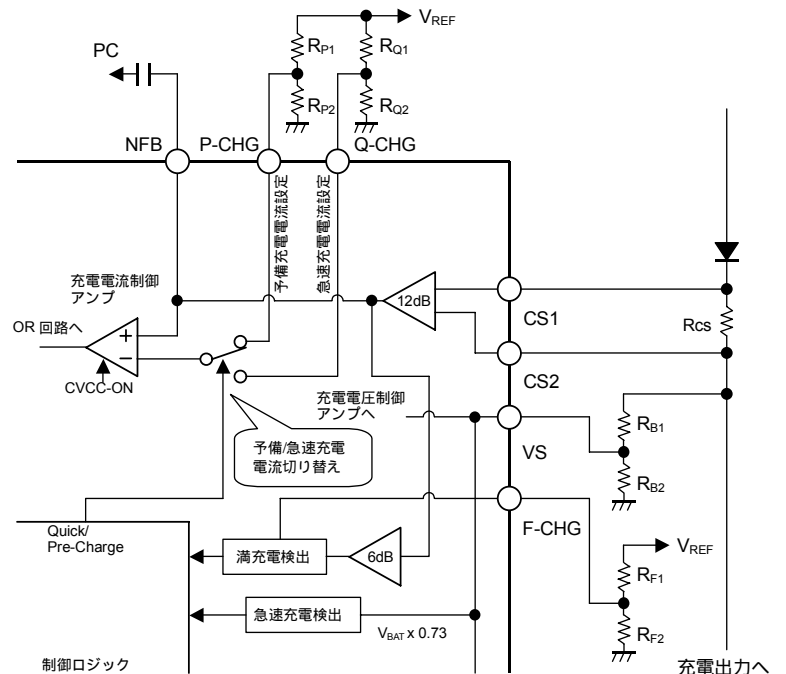 VREF
PC
RP1
RQ1
RP2
RQ2
NFB
P-CHG
Q-CHG
予備充電電流設定
急速充電電流設定
充電電流制御
アンプ
12dB
CS1
Rcs
OR 回路へ
+
−
CVCC-ON
CS2
充電電圧制御
アンプへ
RB1
VS
予備/急速充電
電流切り替え
RB2
F-CHG
Quick/
Pre-Charge
VREF
満充電検出
6dB
RF1
急速充電検出
VBAT x 0.73
RF2
制御ロジック
充電出力へ